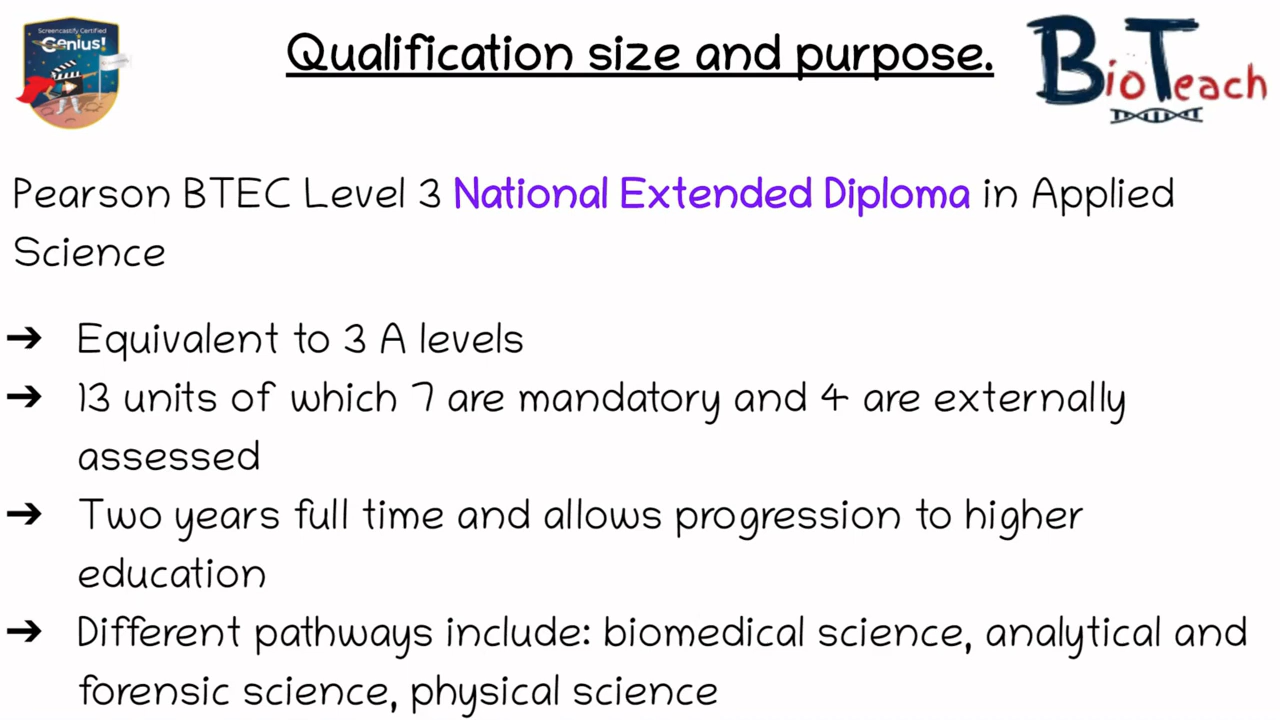 Screencastify Certified
Genius!
Qualification size and purpose.
BioTeach
Pearson BTEC Level 3 National Extended Diploma in Applied
Science
➔ Equivalent to 3 A levels
➔ 13 units of which 7 are mandatory and 4 are externally
assessed
➔ Two years full time and allows progression to higher
education
➔ Different pathways include: biomedical science, analytical and
forensic science, physical science